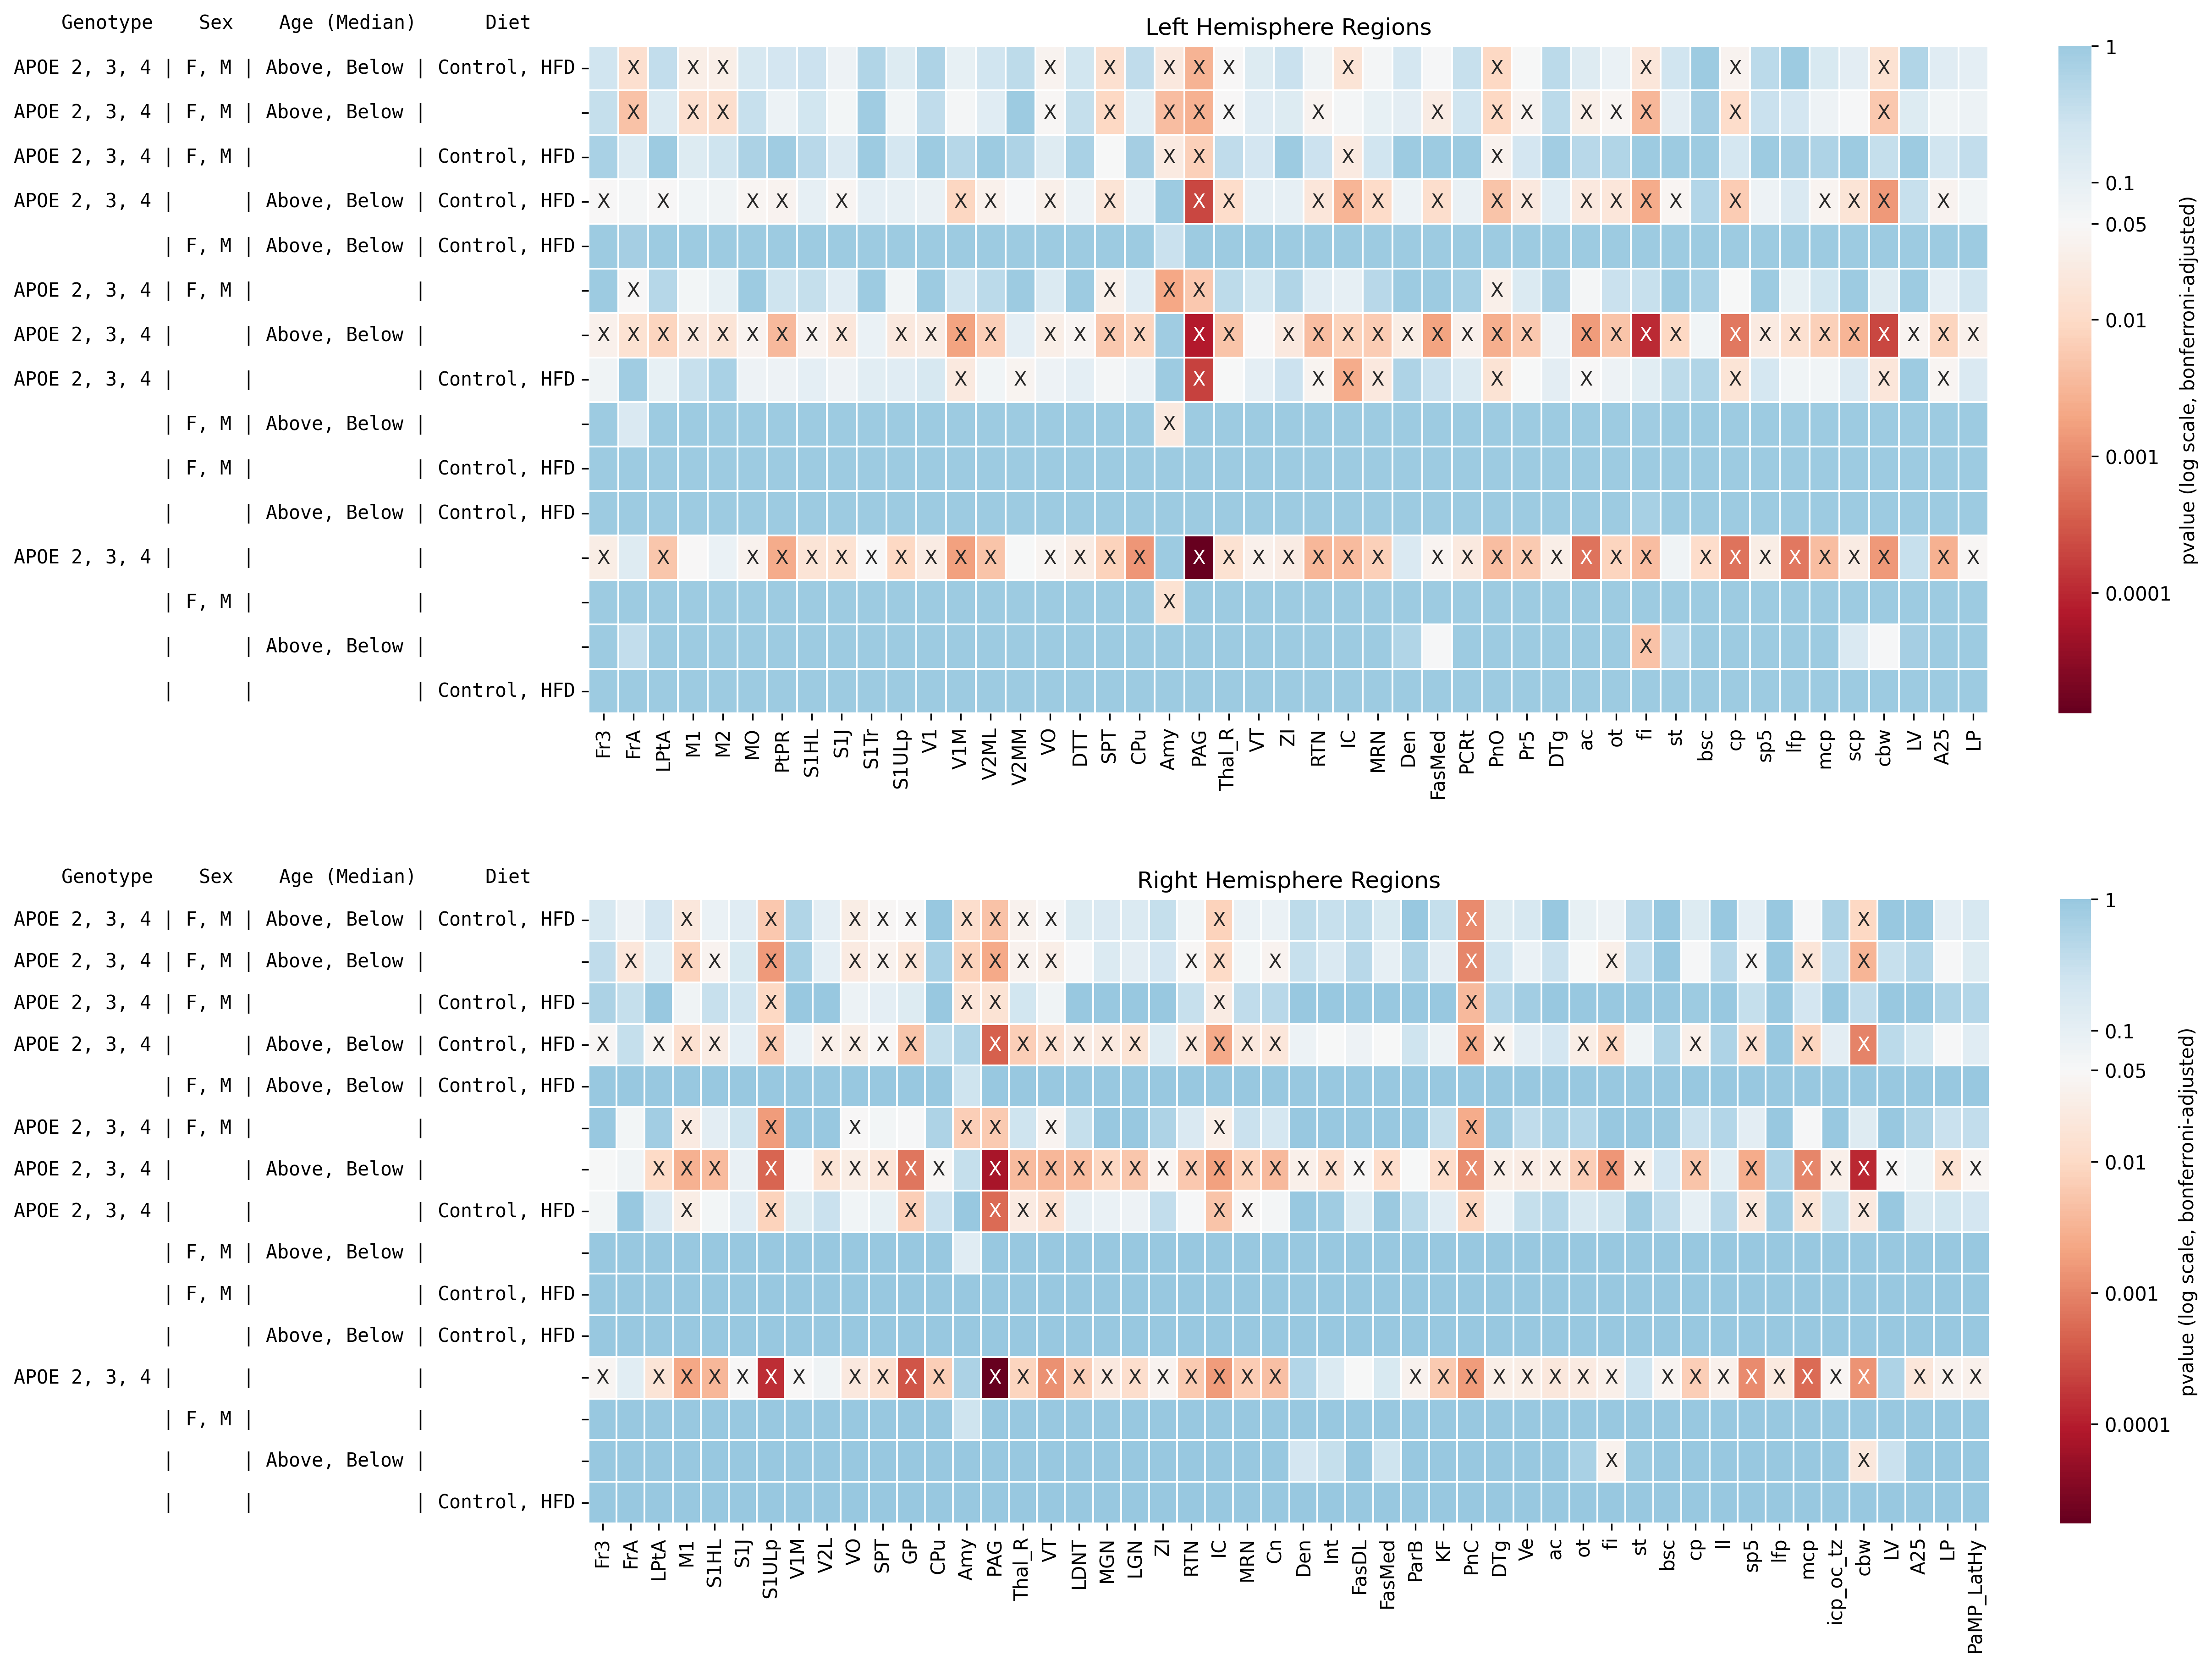 Genotype Sex Age (Median) Diet
Left Hemisphere Regions
APOE 2, 3, 4 | F, M | Above, Below | Control, HFD
APOE 2, 3, 4 | F, M | Above, Below |
APOE 2, 3, 4 | F, M | | Control, HFD
APOE 2, 3, 4 | | Above, Below | Control, HFD
| F, M | Above, Below | Control, HFD
APOE 2, 3, 4 | F, M | |
APOE 2, 3, 4 | | Above, Below |
APOE 2, 3, 4 | | | Control, HFD
| F, M | Above, Below |
| F, M | | Control, HFD
| | Above, Below | Control, HFD
APOE 2, 3, 4 | | |
| F, M | |
| | Above, Below |
| | | Control, HFD
Fr3 FrA LPtA M1 M2 MO PtPR S1HL S1J S1Tr S1ULp V1 V1M V2ML V2MM VO DTT SPT CPu Amy PAG Thal_R VT ZI RTN IC MRN Den FasMed PCRt PnO Pr5 DTg ac ot fi st bsc cp sp5 lfp mcp scp cbw LV A25 LP
1
0.1
0.05
0.01
0.001
0.0001
pvalue (log scale, bonferroni-adjusted)
Genotype Sex Age (Median) Diet
Right Hemisphere Regions
APOE 2, 3, 4 | F, M | Above, Below | Control, HFD
APOE 2, 3, 4 | F, M | Above, Below |
APOE 2, 3, 4 | F, M | | Control, HFD
APOE 2, 3, 4 | | Above, Below | Control, HFD
| F, M | Above, Below | Control, HFD
APOE 2, 3, 4 | F, M | |
APOE 2, 3, 4 | | Above, Below |
APOE 2, 3, 4 | | | Control, HFD
| F, M | Above, Below |
| F, M | | Control, HFD
| | Above, Below | Control, HFD
APOE 2, 3, 4 | | |
| F, M | |
| | Above, Below |
| | | Control, HFD
Fr3 FrA LPtA M1 S1HL S1J S1ULp V1M V2L VO SPT GP CPu Amy PAG Thal_R VT LDNT MGN LGN ZI RTN IC MRN Cn Den Int FasDL FasMed ParB KF PnC DTg Ve ac ot fi st bsc cp ll sp5 lfp mcp icp_oc_tz cbw LV A25 LP PaMP_LatHy
1
0.1
0.05
0.01
0.001
0.0001
pvalue (log scale, bonferroni-adjusted)